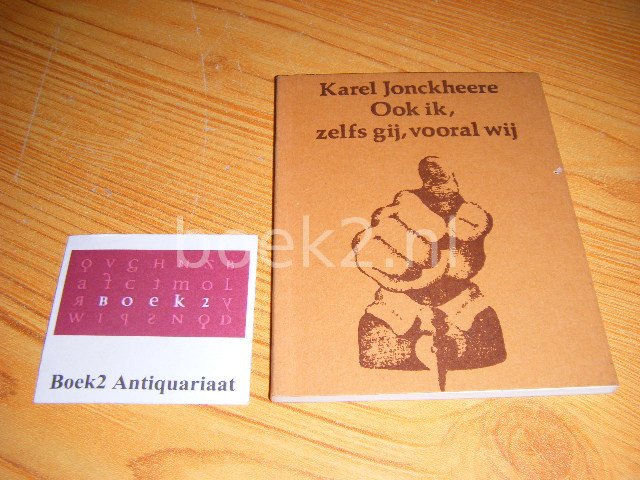 Karel Jonckheere
Ook ik,
zelfs gij, vooral wij
boek2.nl
Boek2
Boek2 Antiquariaat